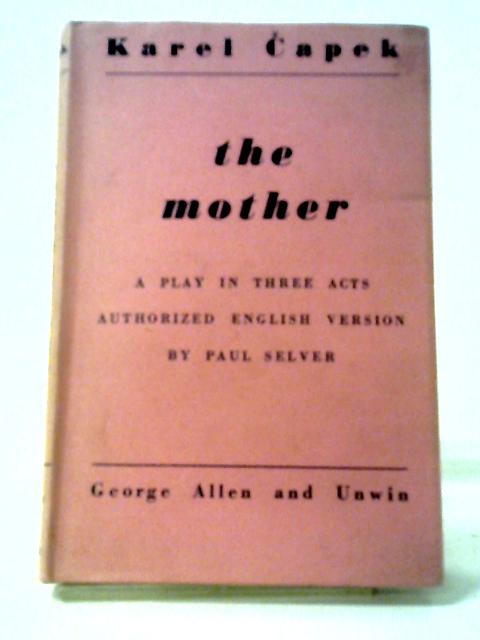 Karel Čapek
the
mother
A PLAY IN THREE ACTS
AUTHORIZED ENGLISH VERSION
BY PAUL SELVER
George Allen and Unwin